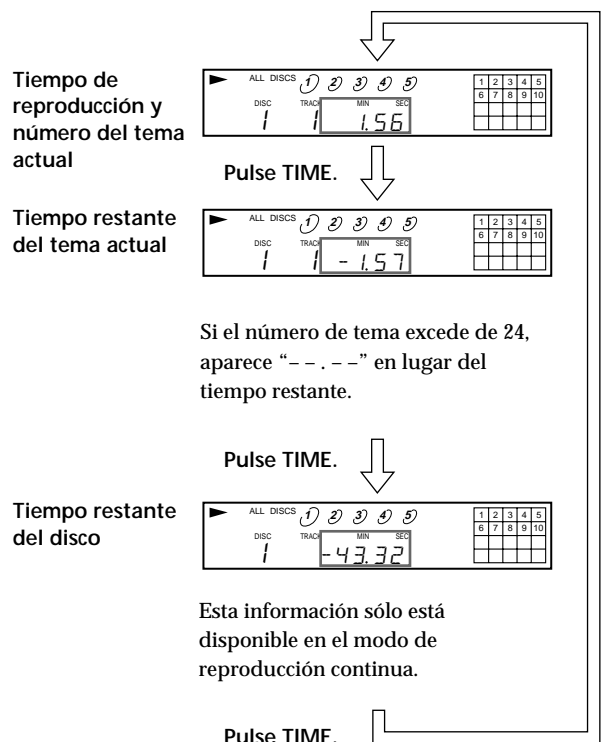 Tiempo de
reproducción y
número del tema
actual
ALL DISCS 1 2 3 4 5
1 2 3 4 5
6 7 8 9 10
DISC TRACK MIN SEC
1 1 1.56
Pulse TIME.
Tiempo restante
del tema actual
ALL DISCS 1 2 3 4 5
1 2 3 4 5
6 7 8 9 10
DISC TRACK MIN SEC
1 1 -1.57
Si el número de tema excede de 24,
aparece “– – . – –” en lugar del
tiempo restante.
Pulse TIME.
Tiempo restante
del disco
ALL DISCS 1 2 3 4 5
1 2 3 4 5
6 7 8 9 10
DISC TRACK MIN SEC
1 -43.32
Esta información sólo está
disponible en el modo de
reproducción continua.
Pulse TIME.